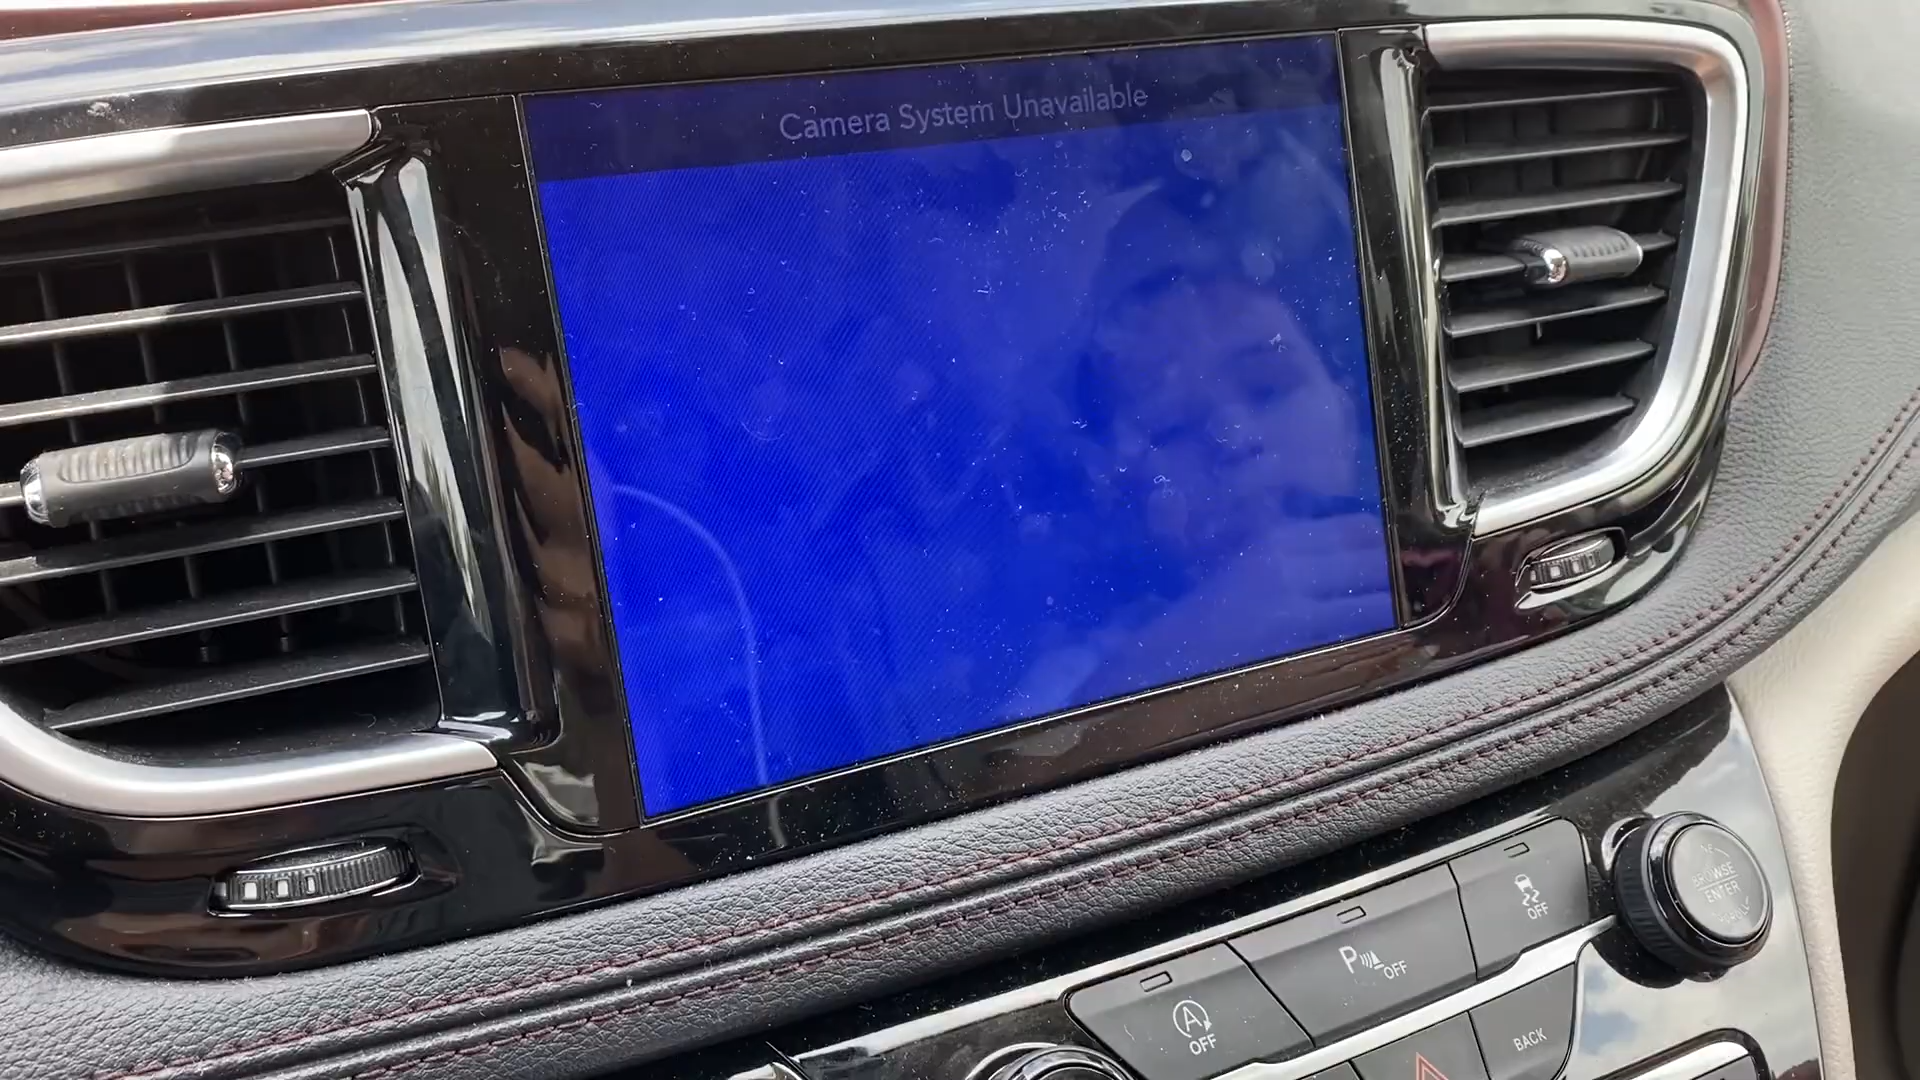 Camera System Unavailable
OFF
P OFF
A
OFF
BROWSE
ENTER
BACK